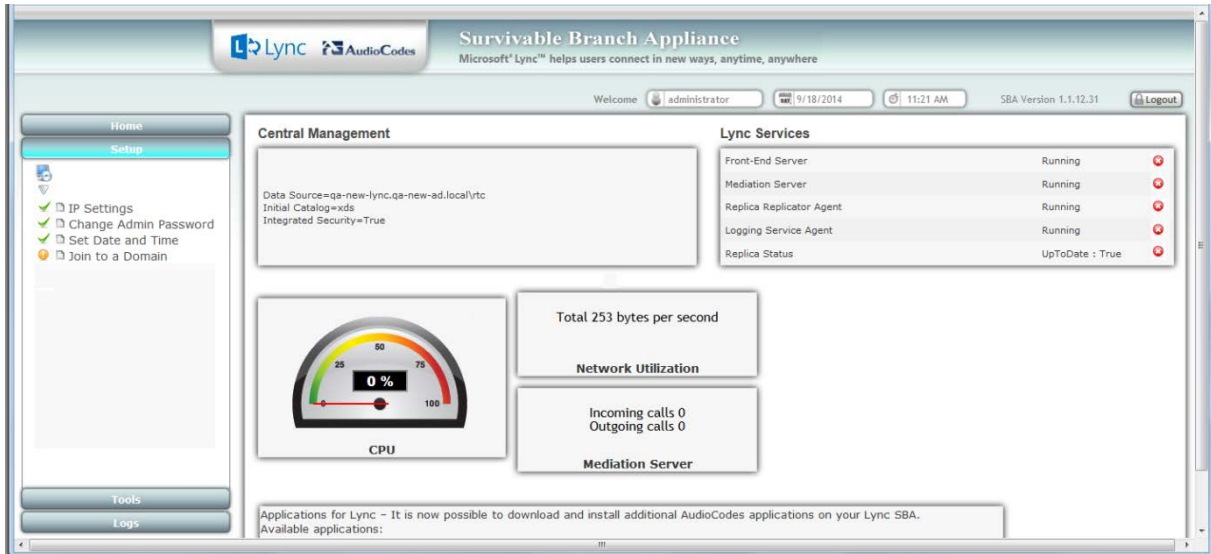 Lync AudioCodes
Survivable Branch Appliance
Microsoft® Lync™ helps users connect in new ways, anytime, anywhere
Welcome administrator 9/18/2014 11:21 AM SBA Version 1.1.12.31 Logout
Home
Setup
IP Settings
Change Admin Password
Set Date and Time
Join to a Domain
Tools
Logs
Central Management
Data Source=qa-new-lync.qa-new-ad.local\rtc
Initial Catalog=xds
Integrated Security=True
Lync Services
Front-End Server Running
Mediation Server Running
Replica Replicator Agent Running
Logging Service Agent Running
Replica Status UpToDate : True
0 25 50 75 100
0 %
CPU
Total 253 bytes per second
Network Utilization
Incoming calls 0
Outgoing calls 0
Mediation Server
Applications for Lync – It is now possible to download and install additional AudioCodes applications on your Lync SBA.
Available applications: